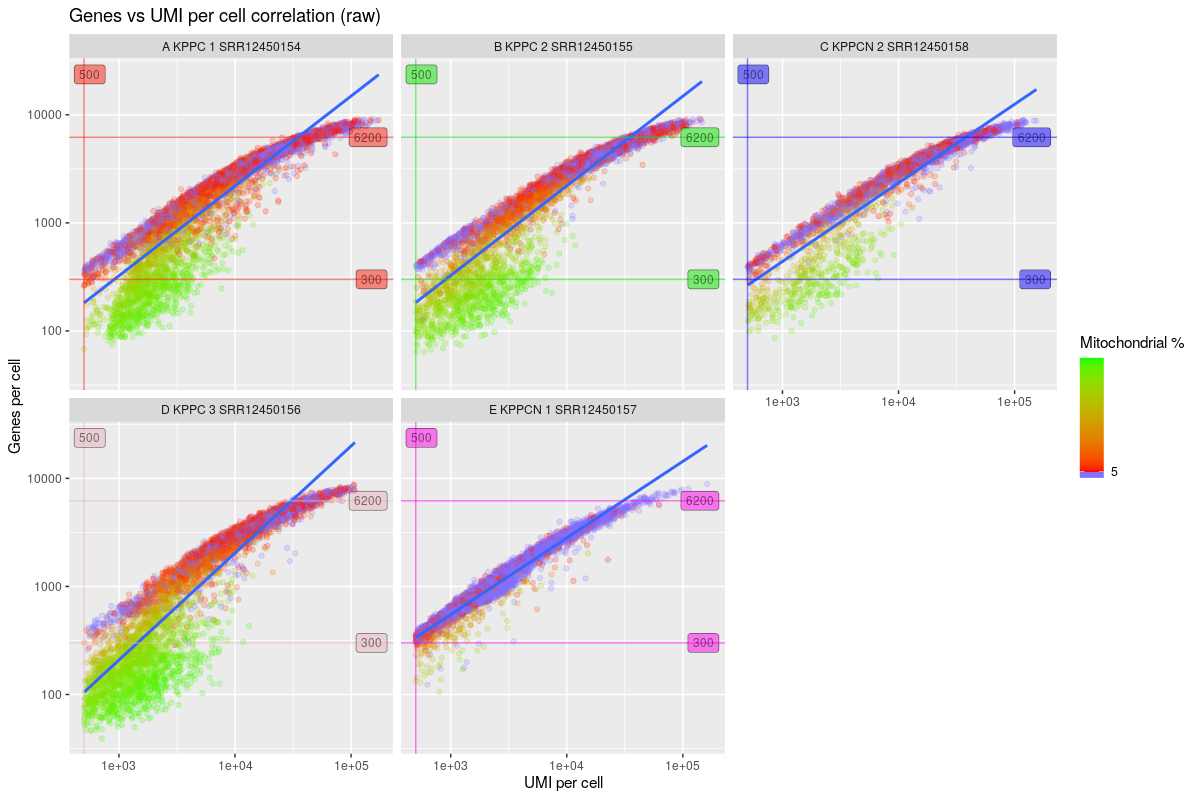 Genes vs UMI per cell correlation (raw)
A KPPC 1 SRR12450154
B KPPC 2 SRR12450155
C KPPCN 2 SRR12450158
500
500
500
10000
6200
6200
6200
1000
300
300
300
100
1e+03
1e+04
1e+05
Mitochondrial %
5
Genes per cell
D KPPC 3 SRR12450156
E KPPCN 1 SRR12450157
500
500
10000
6200
6200
1000
300
300
100
1e+03
1e+04
1e+05
1e+03
1e+04
1e+05
UMI per cell